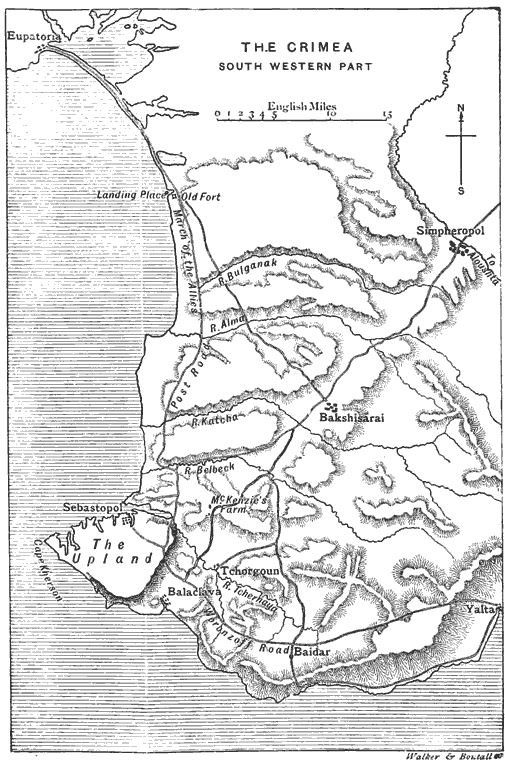 THE CRIMEA
SOUTH WESTERN PART
Eupatoria
English Miles
0 1 2 3 4 5 10 15
N
S
Landing Place
Old Fort
March of the Allies
Simpheropol
To Aloushta
R. Bulganak
R. Alma
Post Road
Bakshisarai
R. Katcha
R. Belbeck
McKenzie's
Farm
Sebastopol
The
Upland
Cape Kherson
Tchorgoun
R. Tchernaya
Balaclava
Woronzoff Road
Baidar
Yalta
Walker & Boutall